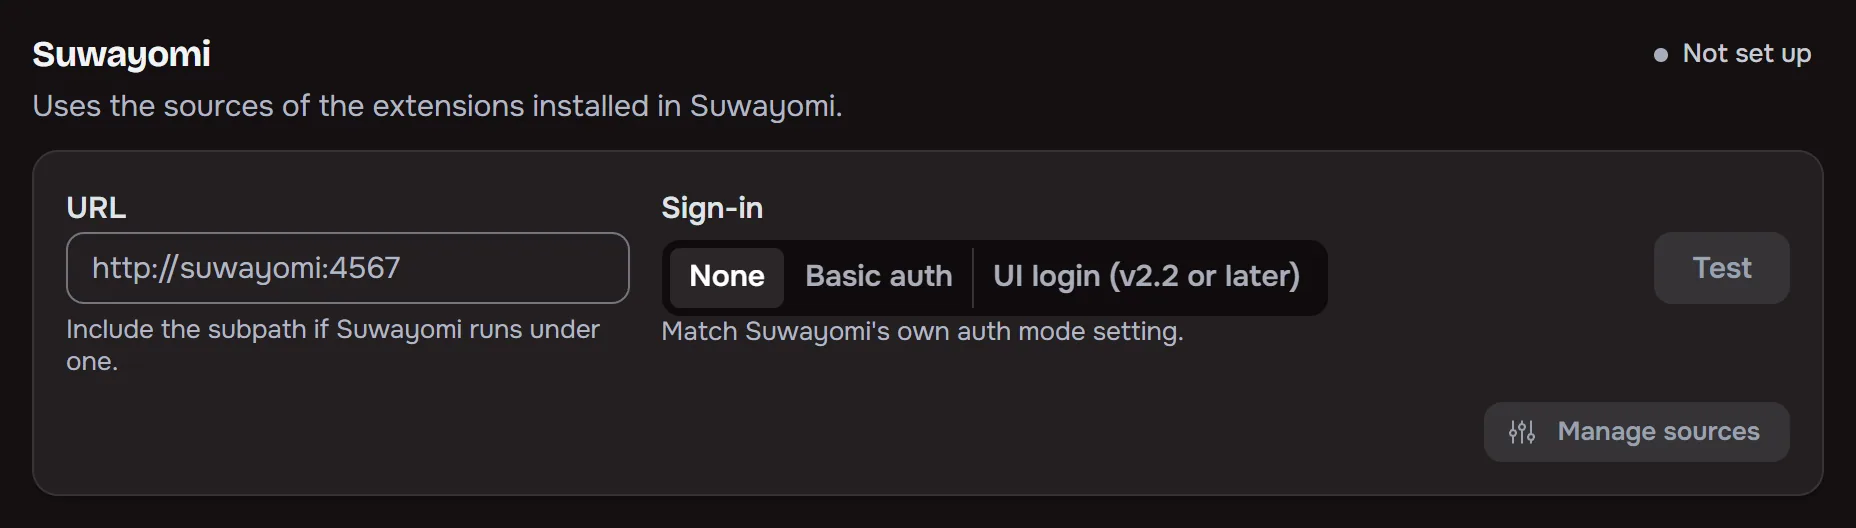 Suwayomi
Not set up
Uses the sources of the extensions installed in Suwayomi.
URL
Sign-in
http://suwayomi:4567
None
Basic auth
UI login (v2.2 or later)
Test
Include the subpath if Suwayomi runs under
one.
Match Suwayomi's own auth mode setting.
Manage sources